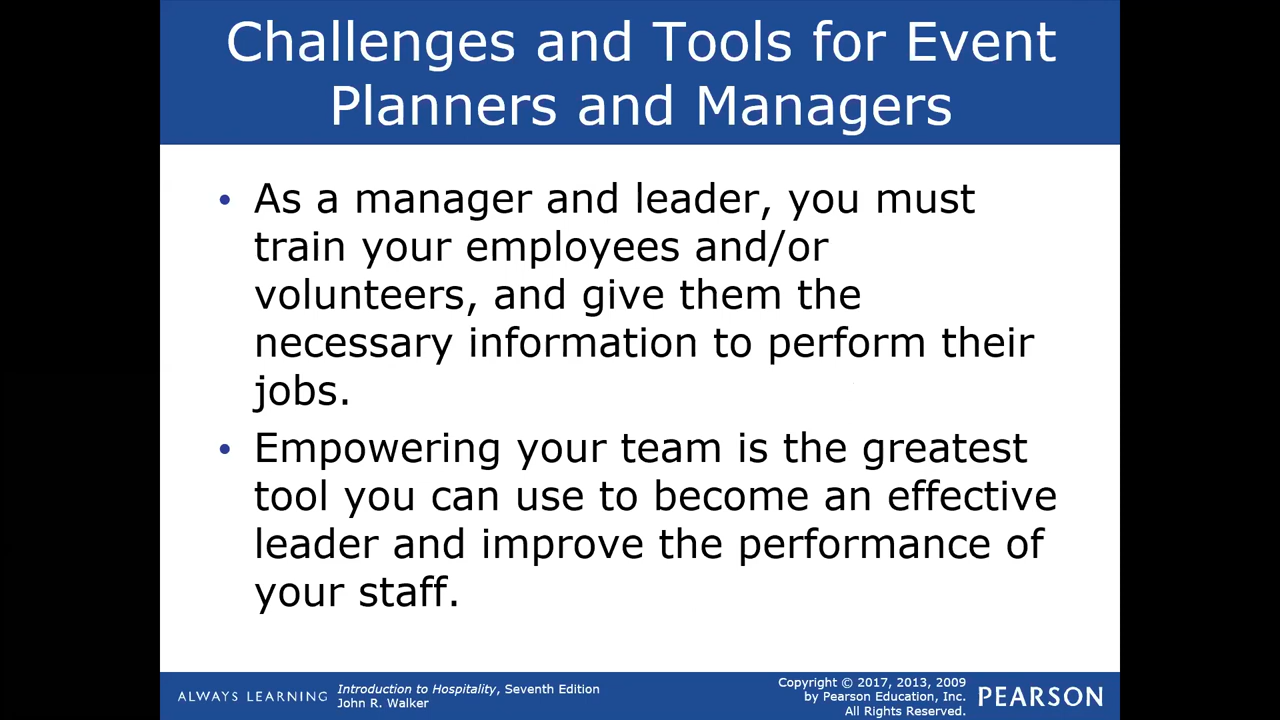 Challenges and Tools for Event
Planners and Managers
• As a manager and leader, you must
train your employees and/or
volunteers, and give them the
necessary information to perform their
jobs.
• Empowering your team is the greatest
tool you can use to become an effective
leader and improve the performance of
your staff.
ALWAYS LEARNING
Introduction to Hospitality, Seventh Edition
John R. Walker
Copyright © 2017, 2013, 2009
by Pearson Education, Inc.
All Rights Reserved.
PEARSON